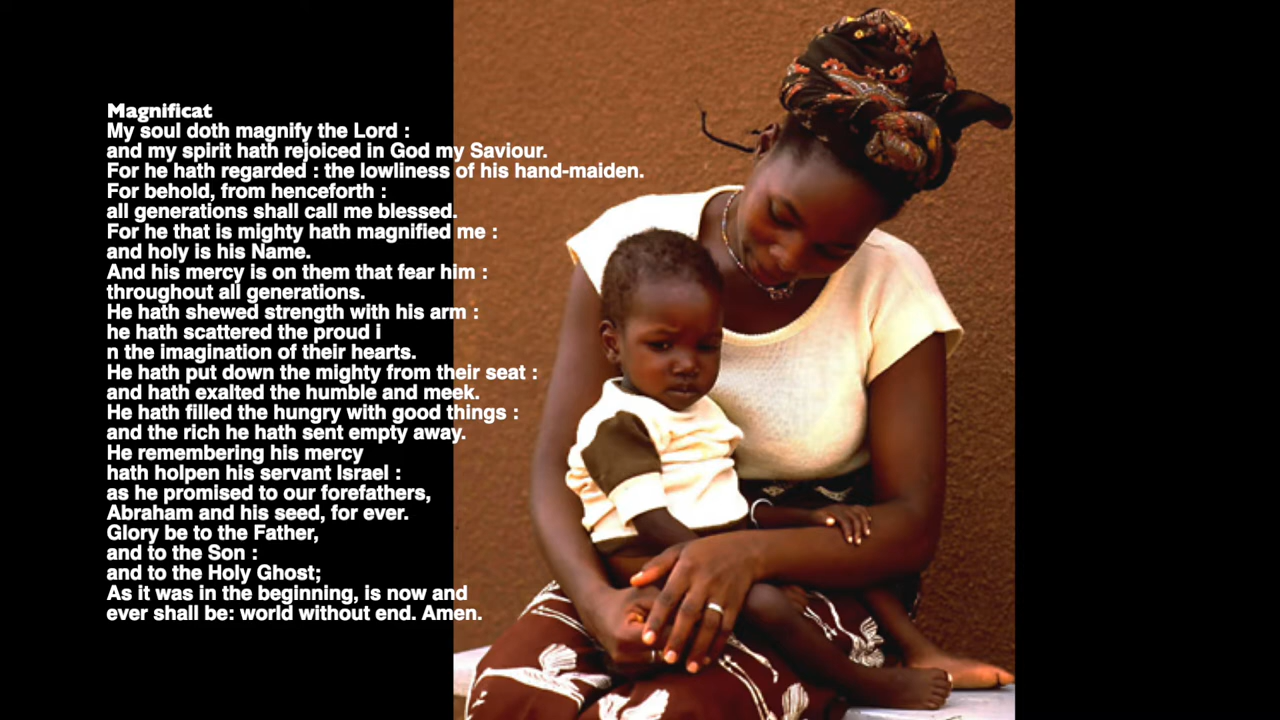 Magnificat
My soul doth magnify the Lord :
and my spirit hath rejoiced in God my Saviour.
For he hath regarded : the lowliness of his hand-maiden.
For behold, from henceforth :
all generations shall call me blessed.
For he that is mighty hath magnified me :
and holy is his Name.
And his mercy is on them that fear him :
throughout all generations.
He hath shewed strength with his arm :
he hath scattered the proud i
n the imagination of their hearts.
He hath put down the mighty from their seat :
and hath exalted the humble and meek.
He hath filled the hungry with good things :
and the rich he hath sent empty away.
He remembering his mercy
hath holpen his servant Israel :
as he promised to our forefathers,
Abraham and his seed, for ever.
Glory be to the Father,
and to the Son :
and to the Holy Ghost;
As it was in the beginning, is now and
ever shall be: world without end. Amen.